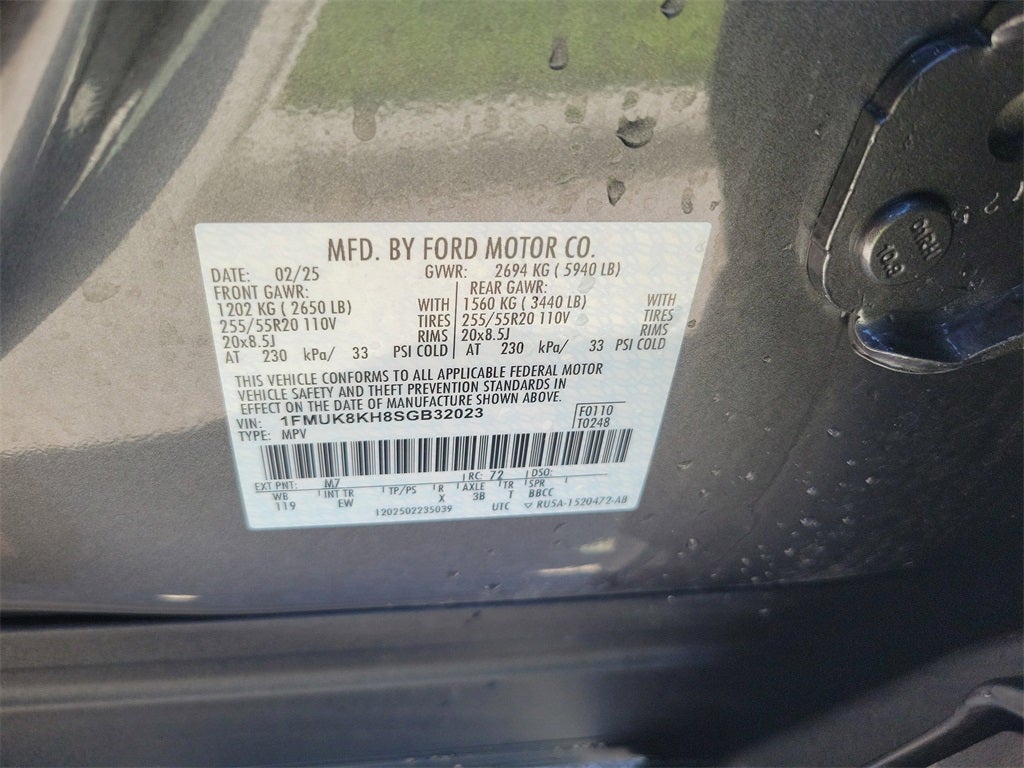 MFD. BY FORD MOTOR CO.
DATE: 02/25 GVWR: 2694 KG ( 5940 LB)
FRONT GAWR: REAR GAWR:
1202 KG ( 2650 LB) WITH 1560 KG ( 3440 LB) WITH
255/55R20 110V TIRES 255/55R20 110V TIRES
20x8.5J RIMS 20x8.5J RIMS
AT 230 kPa/ 33 PSI COLD AT 230 kPa/ 33 PSI COLD
THIS VEHICLE CONFORMS TO ALL APPLICABLE FEDERAL MOTOR
VEHICLE SAFETY AND THEFT PREVENTION STANDARDS IN
EFFECT ON THE DATE OF MANUFACTURE SHOWN ABOVE.
VIN: 1FMUK8KH8SGB32023 F0110
TYPE: MPV T0248
EXT PNT: M7 RC: 72 DSO:
WB INT TR TP/PS R AXLE TR SPR
119 EW X 3B T BBCC
1202502235039 UTC ▽ RU5A-1520472-AB
10.9